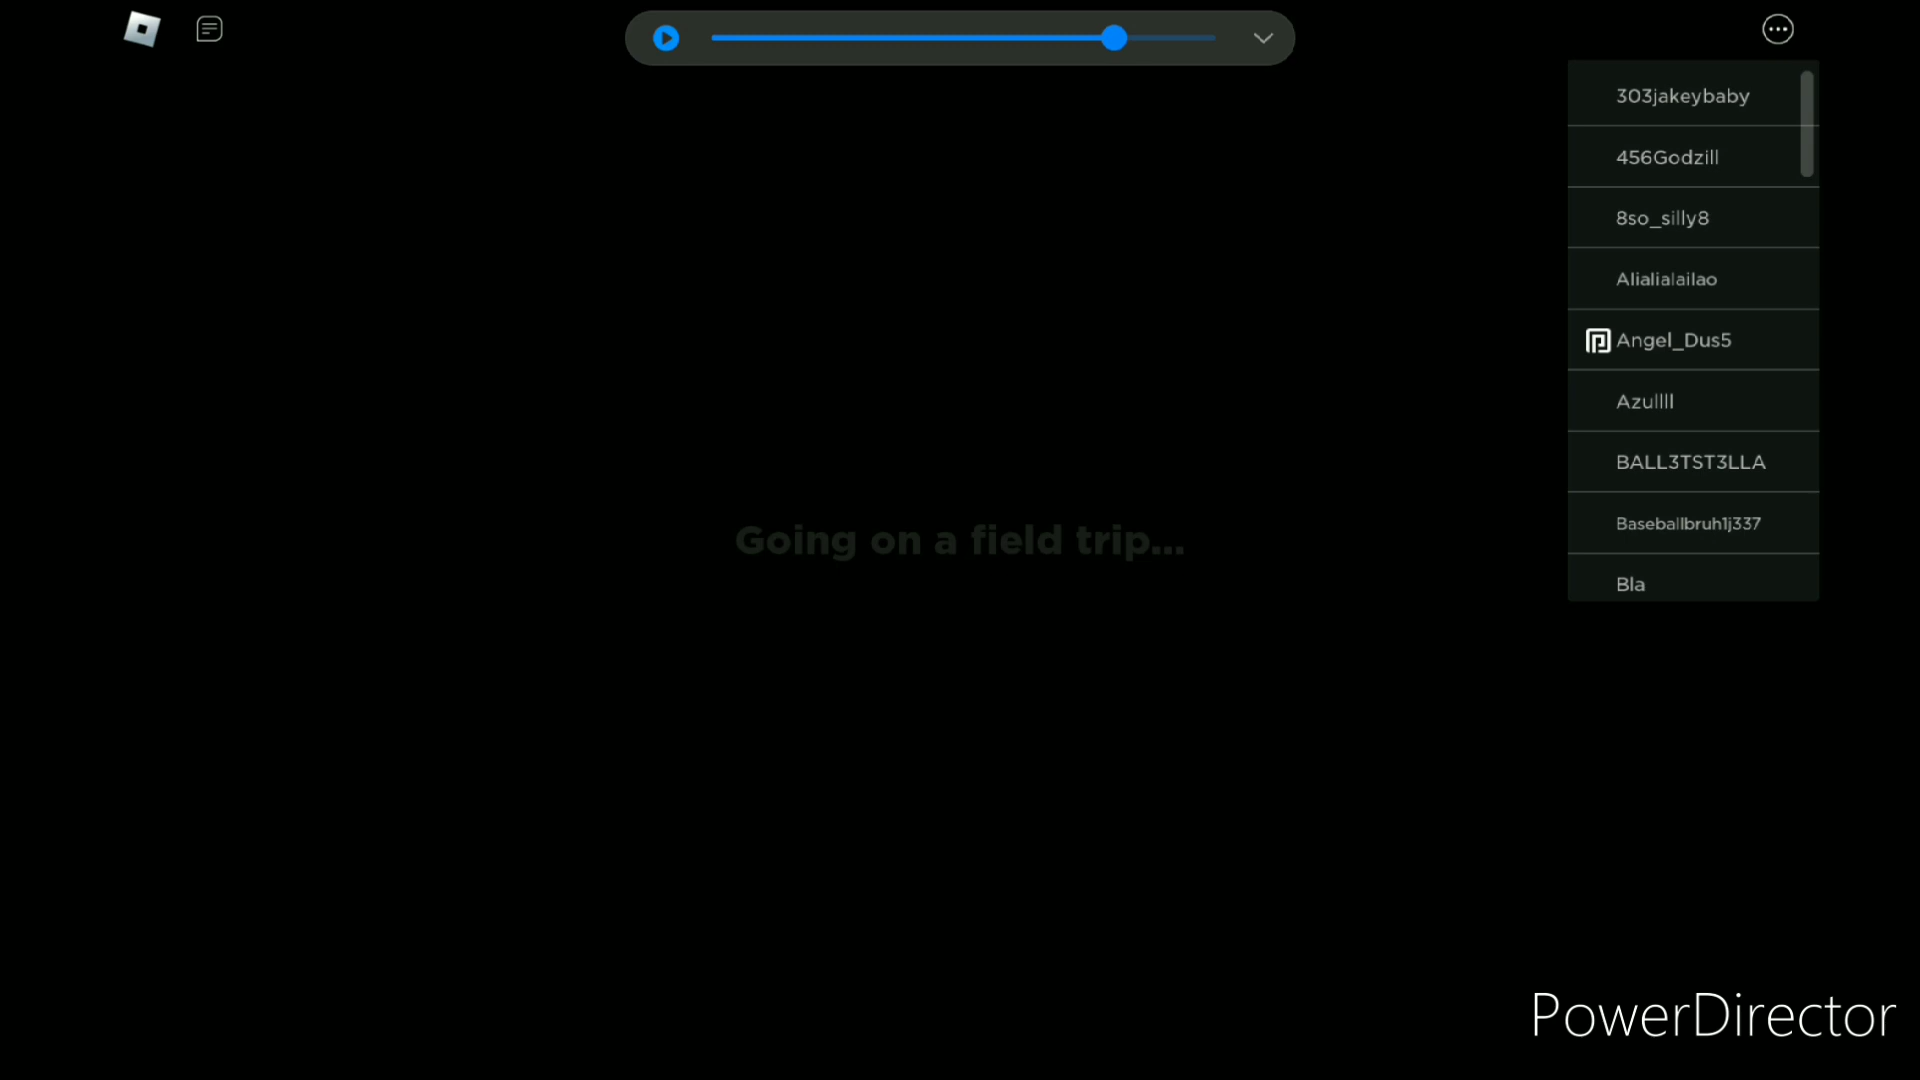 303jakeybaby
456Godzill
8so_silly8
Alialialailao
Angel_Dus5
Azullll
BALL3TST3LLA
Baseballbruh1j337
Bla
Going on a field trip...
PowerDirector